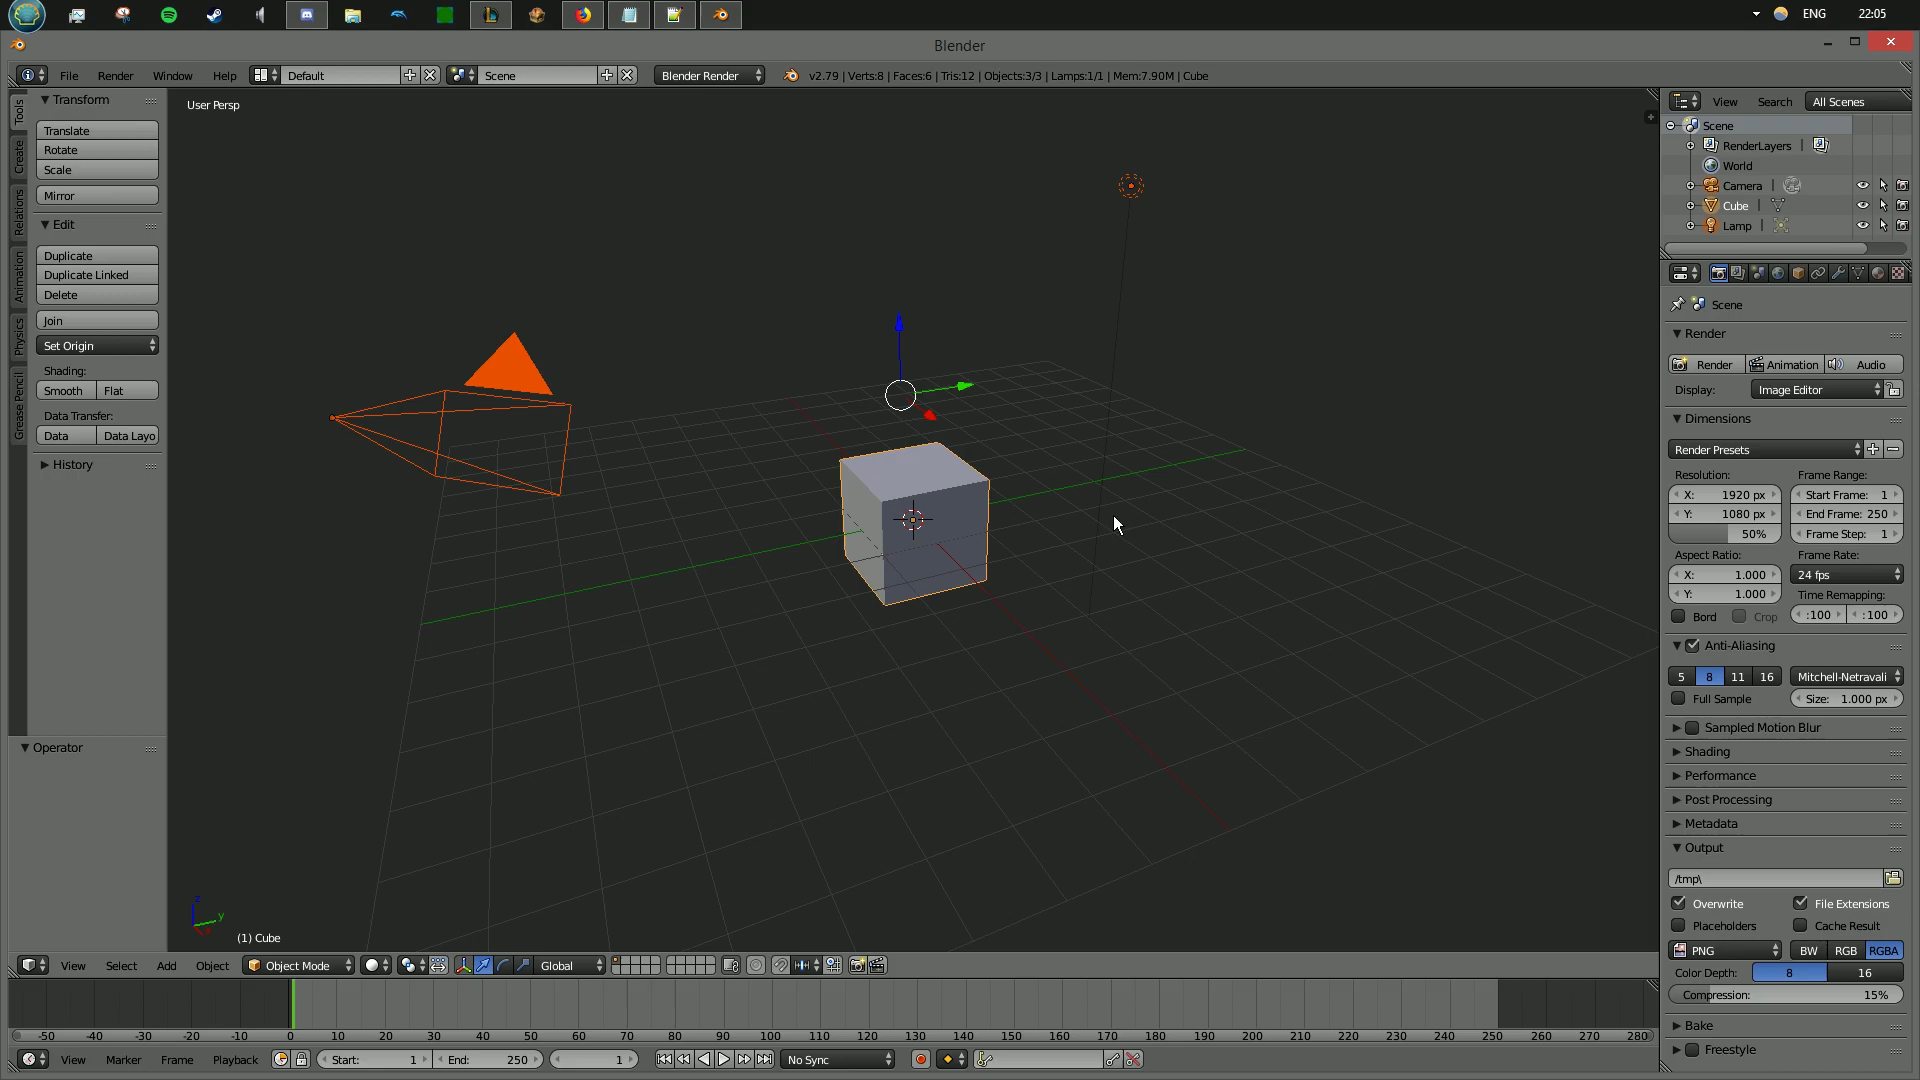 ENG
22:05
Blender
File
Render
Window
Help
Default
Scene
Blender Render
v2.79 | Verts:8 | Faces:6 | Tris:12 | Objects:3/3 | Lamps:1/1 | Mem:7.90M | Cube
Tools
Create
Relations
Animation
Physics
Grease Pencil
Transform
Translate
Rotate
Scale
Mirror
Edit
Duplicate
Duplicate Linked
Delete
Join
Set Origin
Shading:
Smooth
Flat
Data Transfer:
Data
Data Layo
History
Operator
User Persp
z
y
(1) Cube
View
Search
All Scenes
Scene
RenderLayers
World
Camera
Cube
Lamp
Scene
Render
Render
Animation
Audio
Display:
Image Editor
Dimensions
Render Presets
Resolution:
Frame Range:
X: 1920 px
Start Frame: 1
Y: 1080 px
End Frame: 250
50%
Frame Step: 1
Aspect Ratio:
Frame Rate:
X: 1.000
24 fps
Y: 1.000
Time Remapping:
Bord
Crop
:100
:100
Anti-Aliasing
5
8
11
16
Mitchell-Netravali
Full Sample
Size: 1.000 px
Sampled Motion Blur
Shading
Performance
Post Processing
Metadata
Output
/tmp\
Overwrite
File Extensions
Placeholders
Cache Result
PNG
BW
RGB
RGBA
Color Depth:
8
16
Compression: 15%
Bake
Freestyle
View
Select
Add
Object
Object Mode
Global
-50 -40 -30 -20 -10 0 10 20 30 40 50 60 70 80 90 100 110 120 130 140 150 160 170 180 190 200 210 220 230 240 250 260 270 280
View
Marker
Frame
Playback
Start: 1
End: 250
1
No Sync